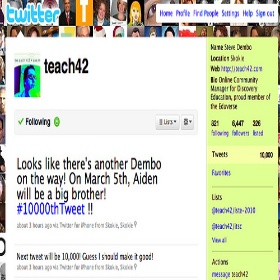 twitter
Home Profile Find People Settings Help Sign out
teach42
Following
Lists
Looks like there's another Dembo
on the way! On March 5th, Aiden
will be a big brother!
#10000thTweet !!
about 3 hours ago via Twitter for iPhone from Skokie, Skokie
Next tweet will be 10,000! Guess I should make it good!
about 3 hours ago via Twitter for iPhone from Skokie, Skokie
Name Steve Dembo
Location Skokie
Web http://teach42.com
Bio Online Community
Manager for Discovery
Education, proud member of
the Eduverse
821 6,447 326
following followers listed
Tweets 10,000
Favorites
Lists
@teach42/iste-2010
@teach42/itsc
View all
Actions
message teach42